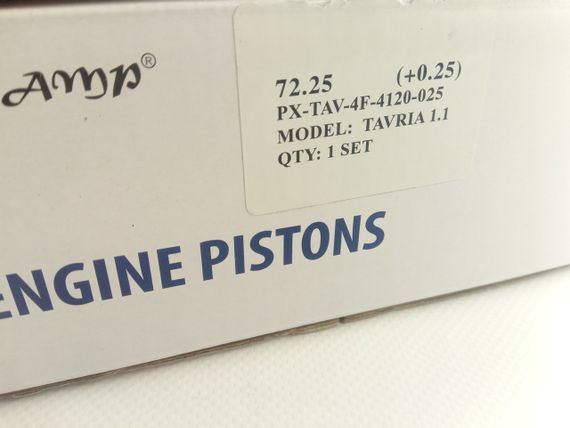 AMP®
72.25 (+0.25)
PX-TAV-4F-4120-025
MODEL: TAVRIA 1.1
QTY: 1 SET
ENGINE PISTONS